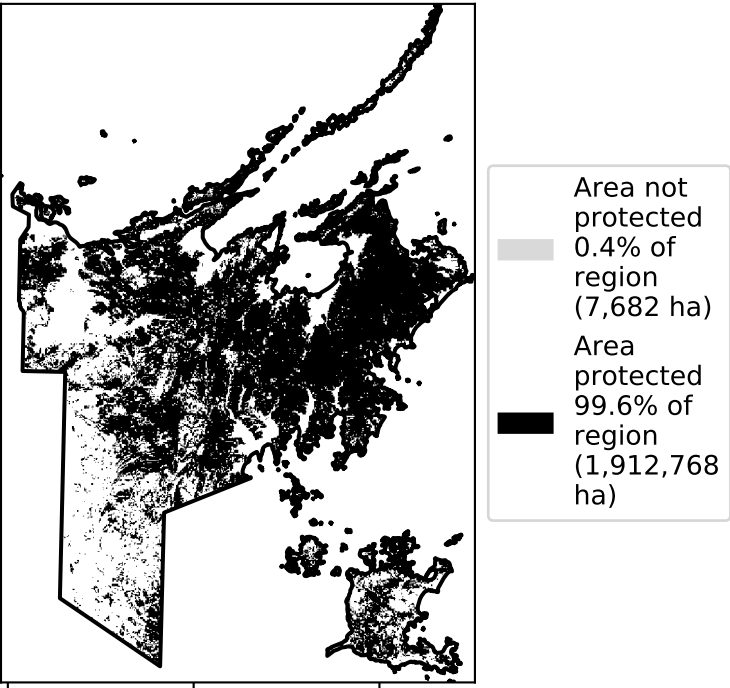 Area not
protected
0.4% of
region
(7,682 ha)
Area
protected
99.6% of
region
(1,912,768
ha)